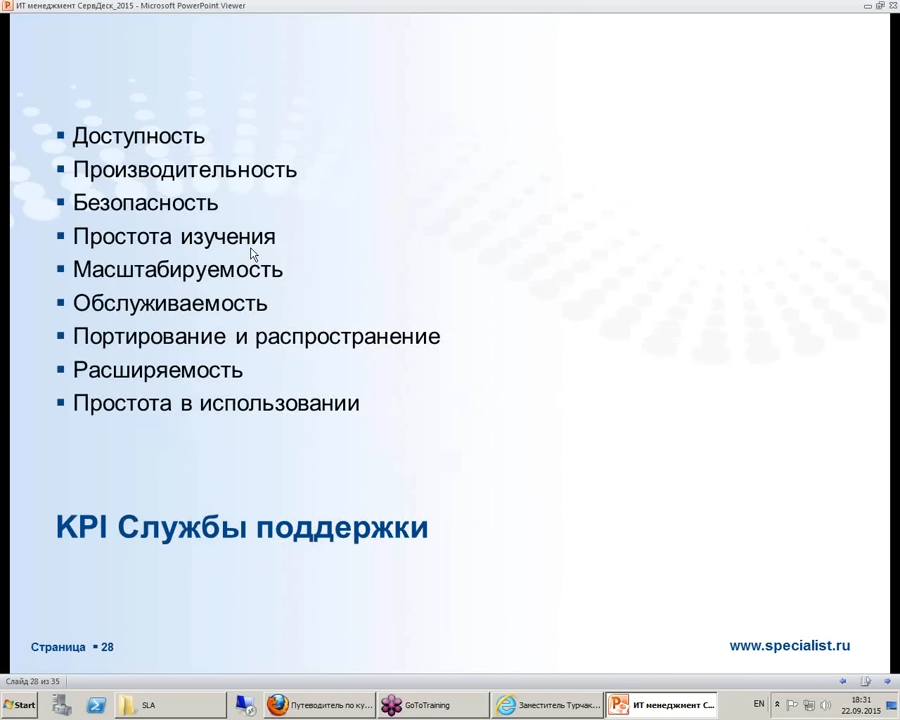 ИТ менеджмент СервДеск_2015 - Microsoft PowerPoint Viewer
Доступность
Производительность
Безопасность
Простота изучения
Масштабируемость
Обслуживаемость
Портирование и распространение
Расширяемость
Простота в использовании
KPI Службы поддержки
Страница ▪ 28
www.specialist.ru
Слайд 28 из 35
Start
SLA
Путеводитель по ку...
GoToTraining
Заместитель Турчак...
ИТ менеджмент С...
EN
18:31
22.09.2015